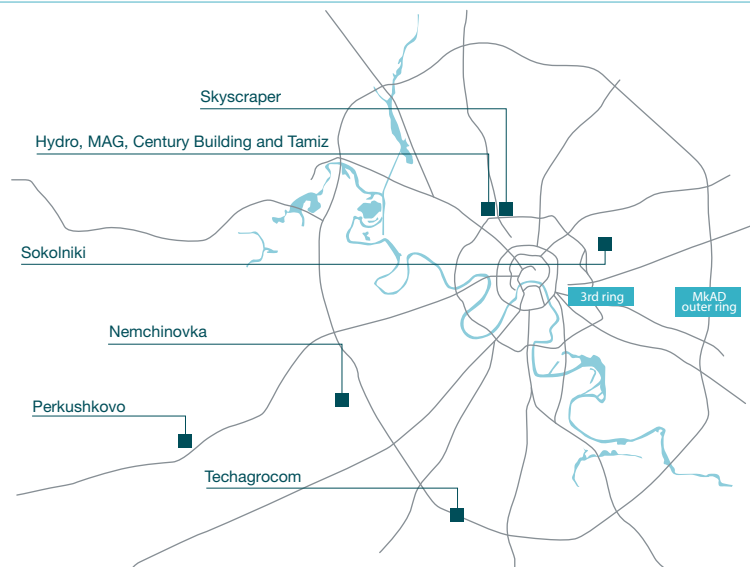 Skyscraper
Hydro, MAG, Century Building and Tamiz
Sokolniki
3rd ring
MkAD
outer ring
Nemchinovka
Perkushkovo
Techagrocom